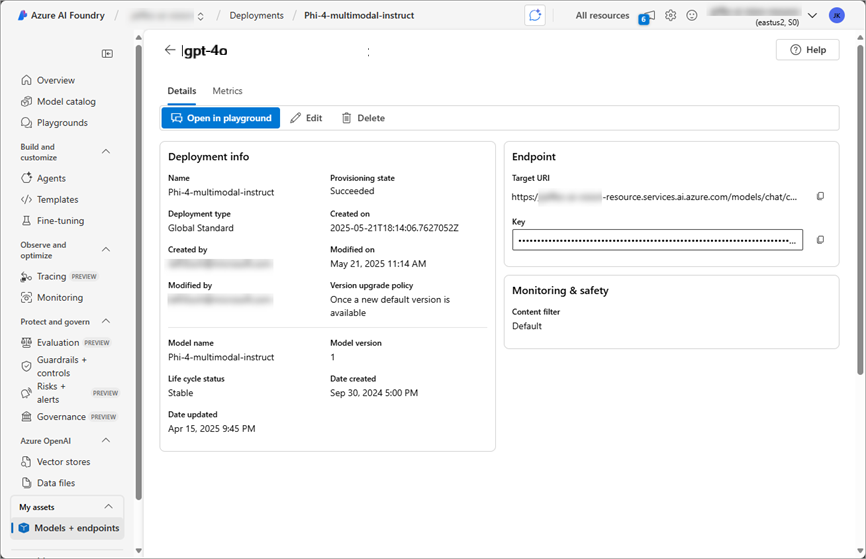 Azure AI Foundry / / Deployments / Phi-4-multimodal-instruct All resources 6 (eastus2, S0) JK
gpt-4o :
Help
Details Metrics
Open in playground Edit Delete
Overview
Model catalog
Playgrounds
Build and
customize
Agents
Templates
Fine-tuning
Observe and
optimize
Tracing PREVIEW
Monitoring
Protect and govern
Evaluation PREVIEW
Guardrails +
controls
Risks +
alerts PREVIEW
Governance PREVIEW
Azure OpenAI
Vector stores
Data files
My assets
Models + endpoints
Deployment info
Name
Phi-4-multimodal-instruct
Provisioning state
Succeeded
Deployment type
Global Standard
Created on
2025-05-21T18:14:06.7627052Z
Created by
Modified on
May 21, 2025 11:14 AM
Modified by
Version upgrade policy
Once a new default version is
available
Model name
Phi-4-multimodal-instruct
Model version
1
Life cycle status
Stable
Date created
Sep 30, 2024 5:00 PM
Date updated
Apr 15, 2025 9:45 PM
Endpoint
Target URI
https:/ -resource.services.ai.azure.com/models/chat/c...
Key
Monitoring & safety
Content filter
Default